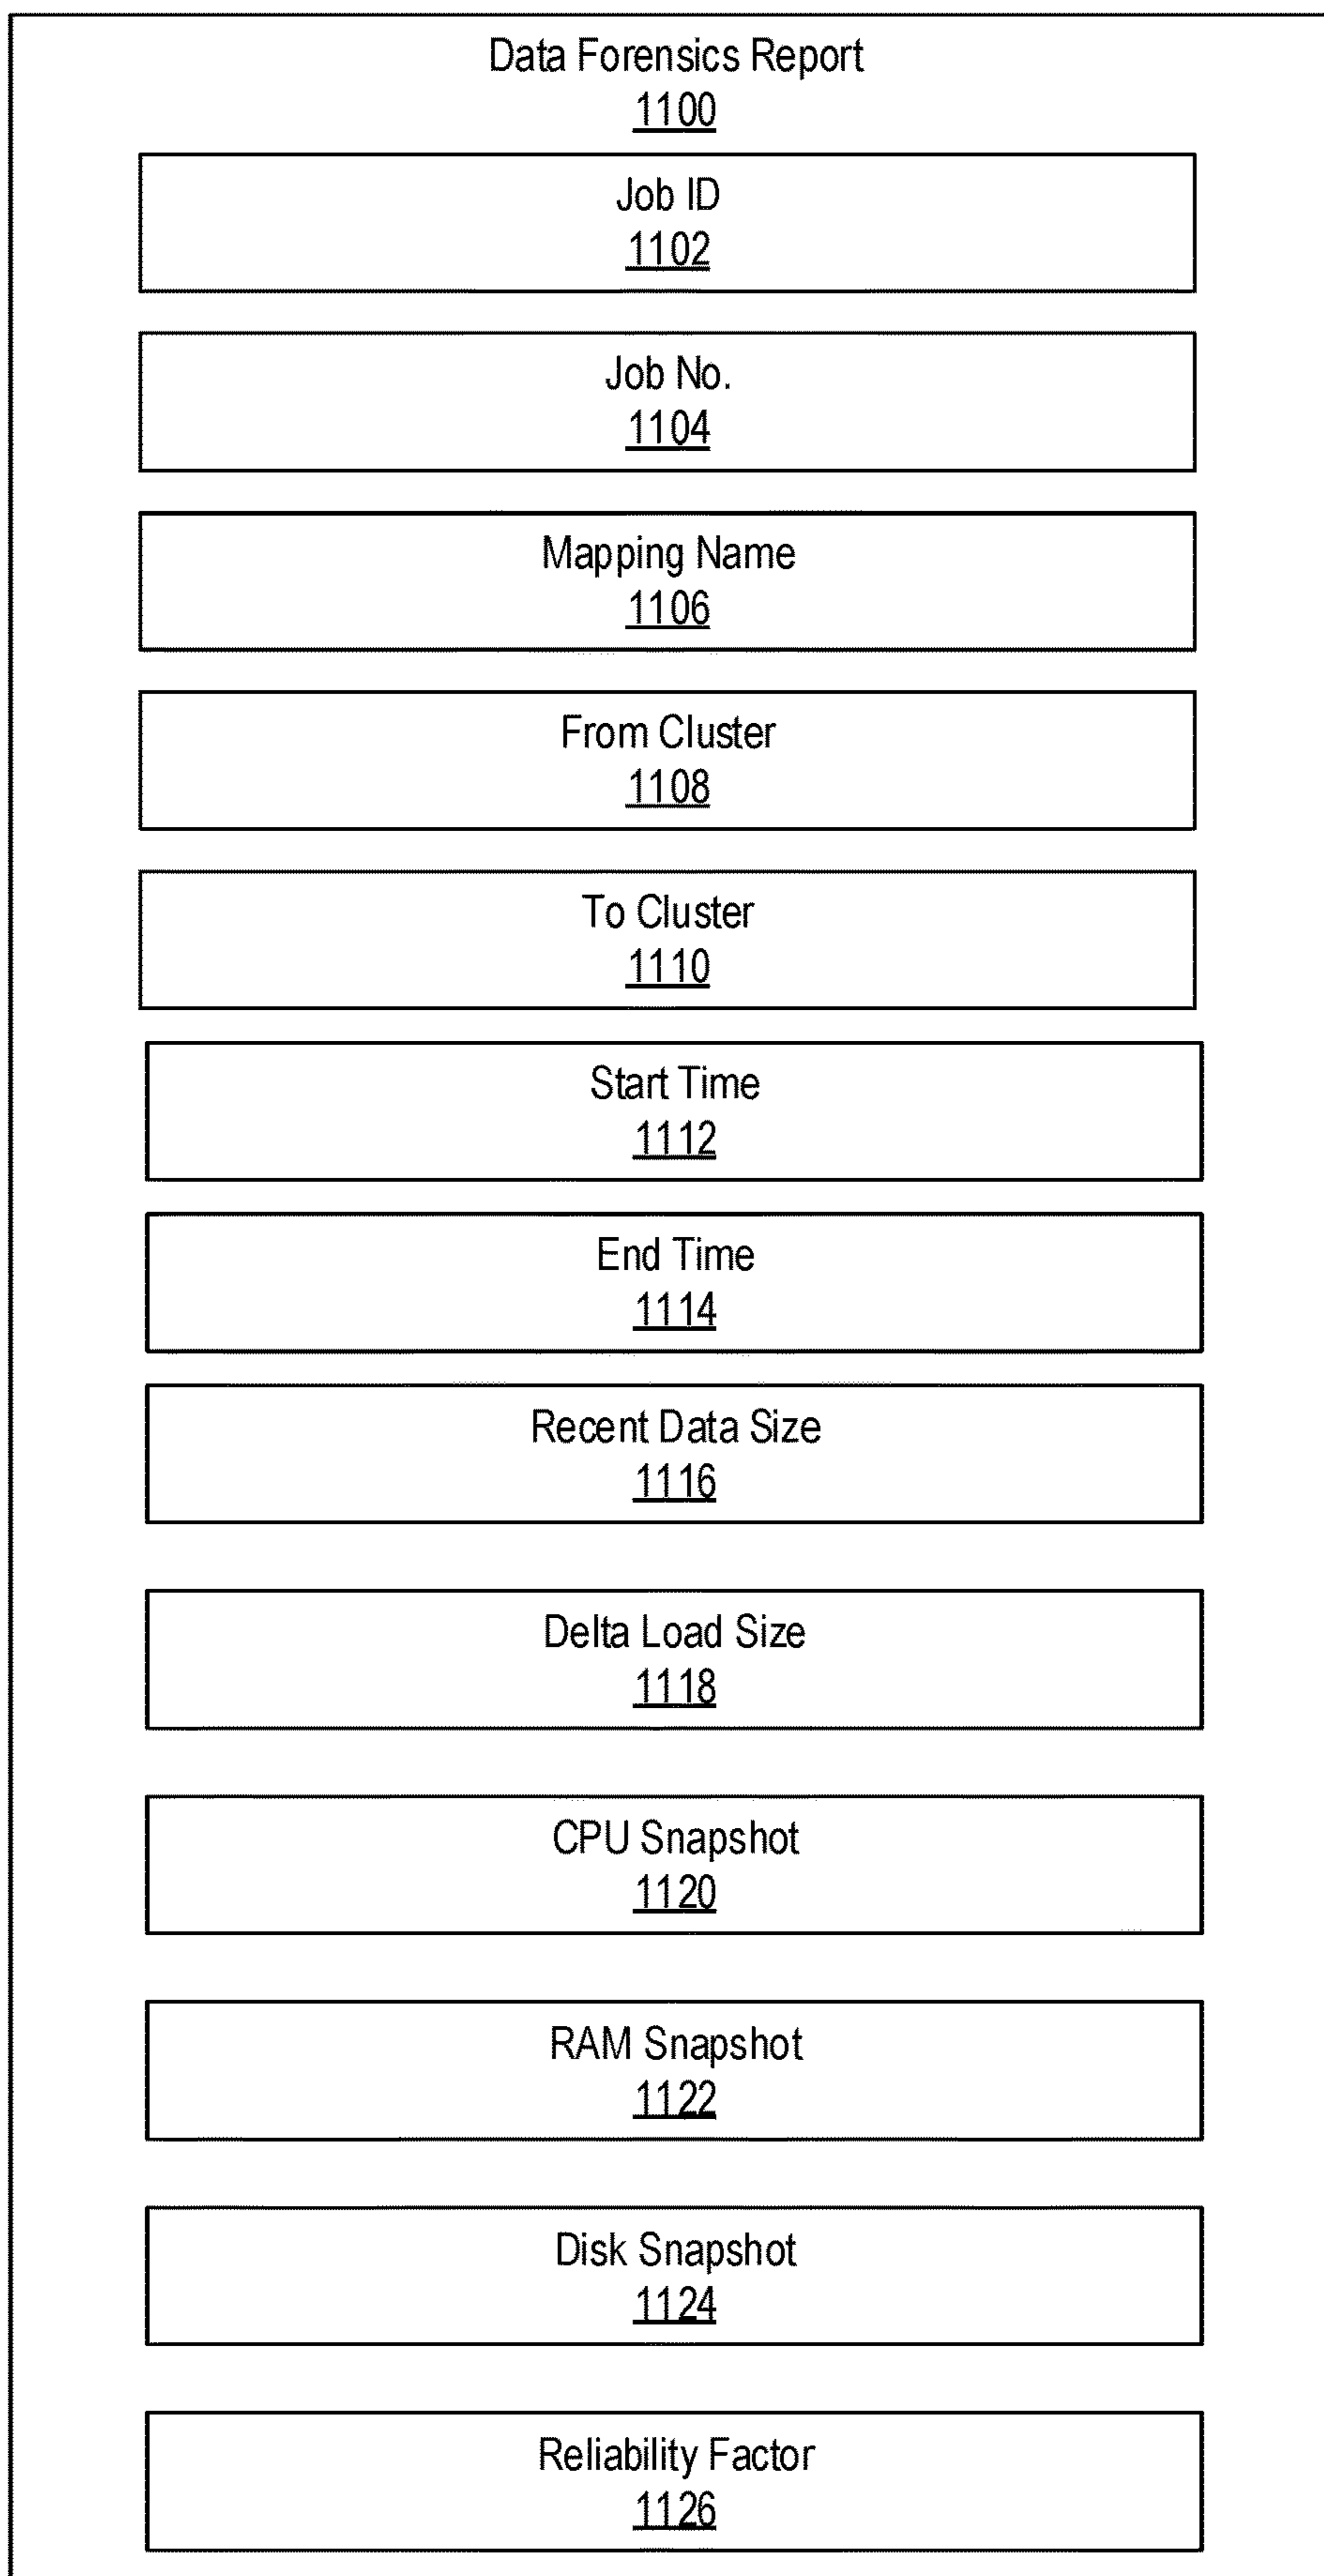 Data Forensics Report
1100
Job ID
1102
Job No.
1104
Mapping Name
1106
From Cluster
1108
To Cluster
1110
Start Time
1112
End Time
1114
Recent Data Size
1116
Delta Load Size
1118
CPU Snapshot
1120
RAM Snapshot
1122
Disk Snapshot
1124
Reliability Factor
1126